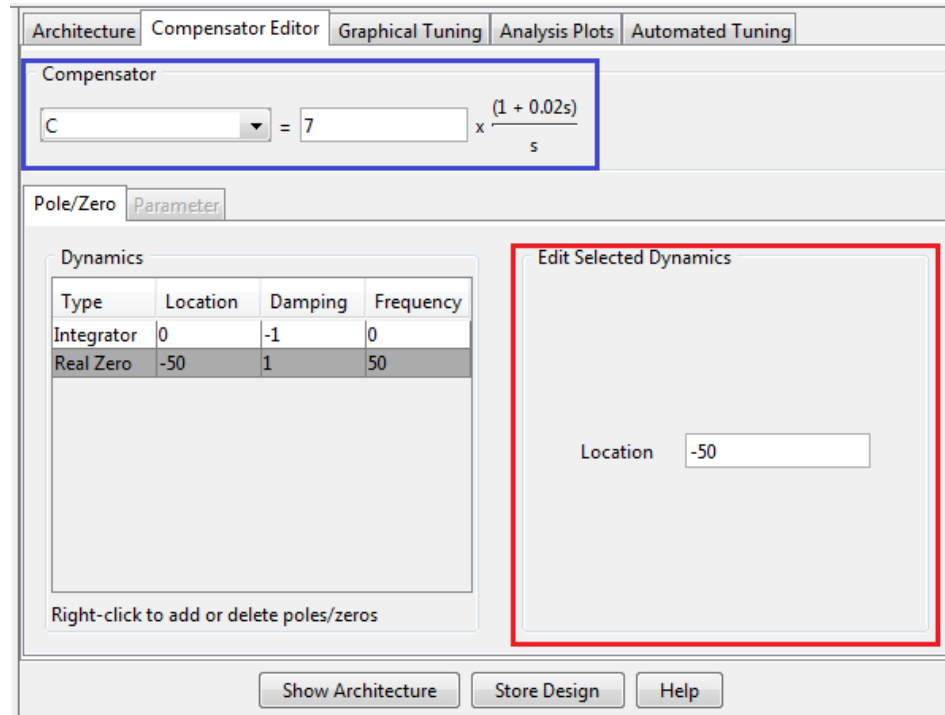 Architecture Compensator Editor Graphical Tuning Analysis Plots Automated Tuning
Compensator
C = 7 x (1 + 0.02s)
s
Pole/Zero Parameter
Dynamics
Type Location Damping Frequency
Integrator 0 -1 0
Real Zero -50 1 50
Right-click to add or delete poles/zeros
Edit Selected Dynamics
Location -50
Show Architecture Store Design Help